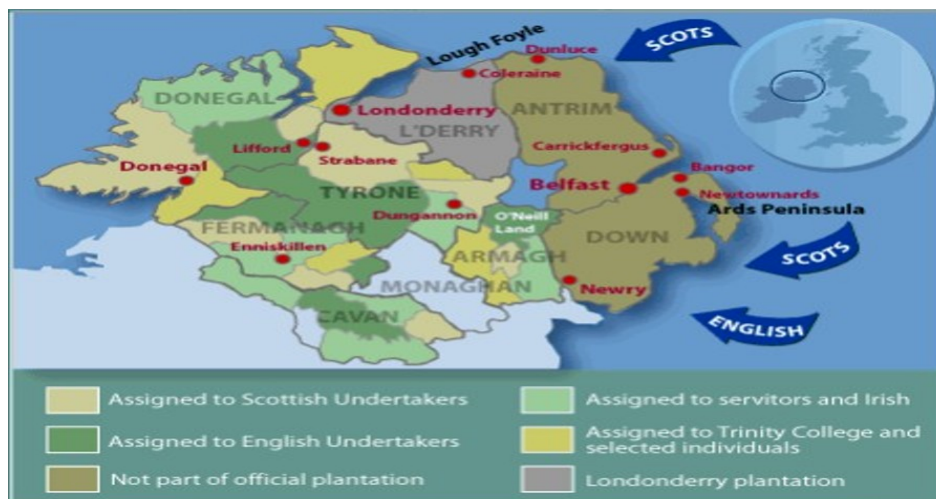 SCOTS
Lough Foyle
Dunluce
Coleraine
DONEGAL
ANTRIM
Londonderry
L'DERRY
Lifford
Strabane
Carrickfergus
Donegal
Bangor
TYRONE
Belfast
Newtownards
Ards Peninsula
Dungannon
O'Neill
Land
FERMANAGH
DOWN
Enniskillen
ARMAGH
SCOTS
MONAGHAN
Newry
CAVAN
ENGLISH
Assigned to Scottish Undertakers
Assigned to English Undertakers
Not part of official plantation
Assigned to servitors and Irish
Assigned to Trinity College and
selected individuals
Londonderry plantation